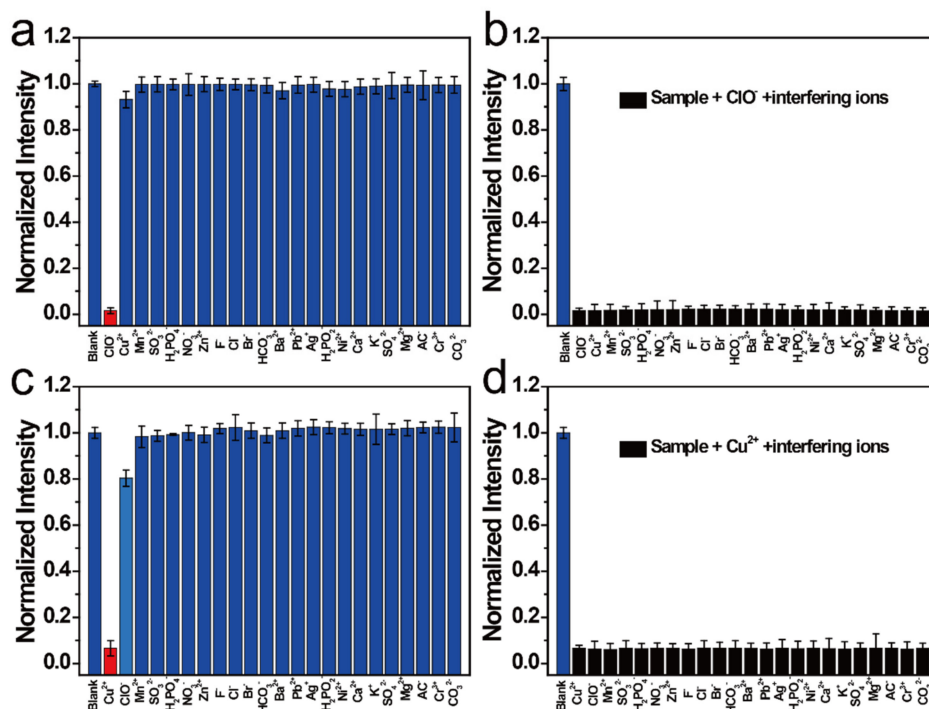 a
1.2
1.0
0.8
0.6
0.4
0.2
0.0
Normalized Intensity
Blank
ClO⁻
Cu²⁺
Mn²⁺
SO₃²⁻
H₂PO₄⁻
NO₃⁻
Zn²⁺
F⁻
Cl⁻
Br⁻
HCO₃⁻
Ba²⁺
Pb²⁺
Ag⁺
H₂PO₂⁻
Ni²⁺
Ca²⁺
K⁺
SO₄²⁻
Mg²⁺
AC⁻
Cr³⁺
CO₃²⁻
b
1.2
1.0
0.8
0.6
0.4
0.2
0.0
Normalized Intensity
Sample + ClO⁻ +interfering ions
Blank
ClO⁻
Cu²⁺
Mn²⁺
SO₃²⁻
H₂PO₄⁻
NO₃⁻
Zn²⁺
F⁻
Cl⁻
Br⁻
HCO₃⁻
Ba²⁺
Pb²⁺
Ag⁺
H₂PO₂⁻
Ni²⁺
Ca²⁺
K⁺
SO₄²⁻
Mg²⁺
AC⁻
Cr³⁺
CO₃²⁻
c
1.2
1.0
0.8
0.6
0.4
0.2
0.0
Normalized Intensity
Blank
Cu²⁺
ClO⁻
Mn²⁺
SO₃²⁻
H₂PO₄⁻
NO₃⁻
Zn²⁺
F⁻
Cl⁻
Br⁻
HCO₃⁻
Ba²⁺
Pb²⁺
Ag⁺
H₂PO₂⁻
Ni²⁺
Ca²⁺
K⁺
SO₄²⁻
Mg²⁺
AC⁻
Cr³⁺
CO₃²⁻
d
1.2
1.0
0.8
0.6
0.4
0.2
0.0
Normalized Intensity
Sample + Cu²⁺ +interfering ions
Blank
Cu²⁺
ClO⁻
Mn²⁺
SO₃²⁻
H₂PO₄⁻
NO₃⁻
Zn²⁺
F⁻
Cl⁻
Br⁻
HCO₃⁻
Ba²⁺
Pb²⁺
Ag⁺
H₂PO₂⁻
Ni²⁺
Ca²⁺
K⁺
SO₄²⁻
Mg²⁺
AC⁻
Cr³⁺
CO₃²⁻